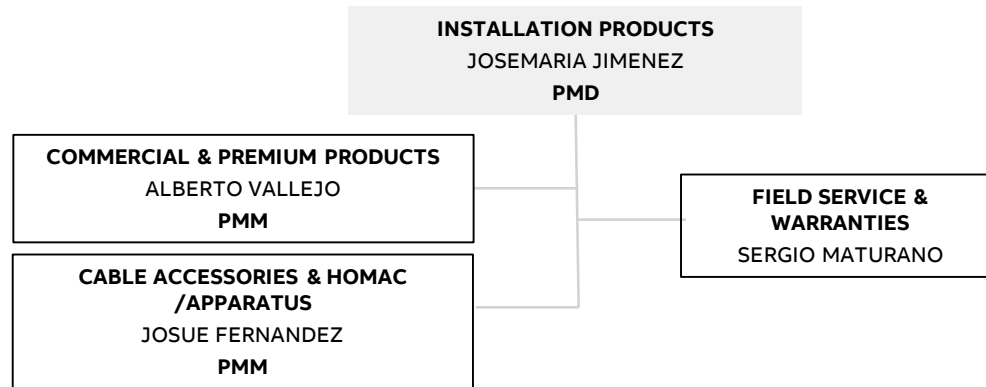 INSTALLATION PRODUCTS
JOSEMARIA JIMENEZ
PMD
COMMERCIAL & PREMIUM PRODUCTS
ALBERTO VALLEJO
PMM
FIELD SERVICE &
WARRANTIES
SERGIO MATURANO
CABLE ACCESSORIES & HOMAC
/APPARATUS
JOSUE FERNANDEZ
PMM